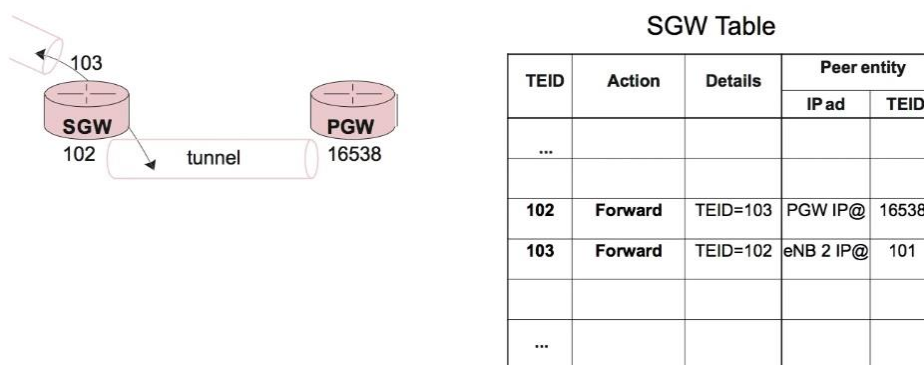 SGW Table
103
SGW
PGW
102
tunnel
16538
TEID Action Details Peer entity
IP ad TEID
...
102 Forward TEID=103 PGW IP@ 16538
103 Forward TEID=102 eNB 2 IP@ 101
...